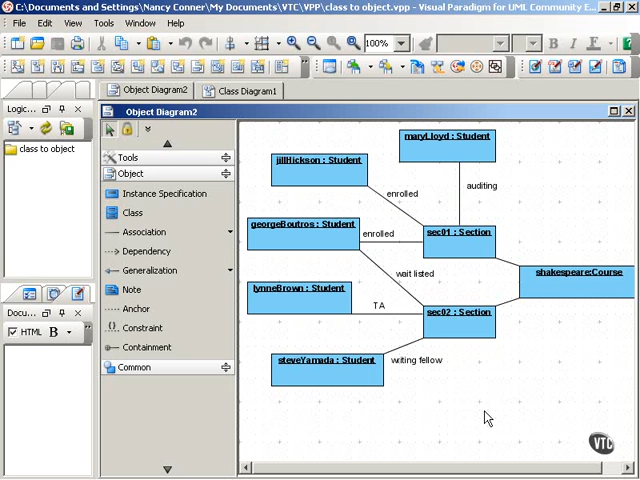 C:\Documents and Settings\Nancy Conner\My Documents\VTC\VPP\class to object.vpp - Visual Paradigm for UML Community E...
File Edit View Tools Window Help
100%
B I F
Object Diagram2
Class Diagram1
Logic...
class to object
Docu...
HTML B
Object Diagram2
Tools
Object
Instance Specification
Class
Association
Dependency
Generalization
Note
Anchor
Constraint
Containment
Common
maryLloyd : Student
jillHickson : Student
auditing
enrolled
georgeBoutros : Student
enrolled
sec01 : Section
wait listed
shakespeare:Course
lynneBrown : Student
TA
sec02 : Section
steveYamada : Student
writing fellow
VTC